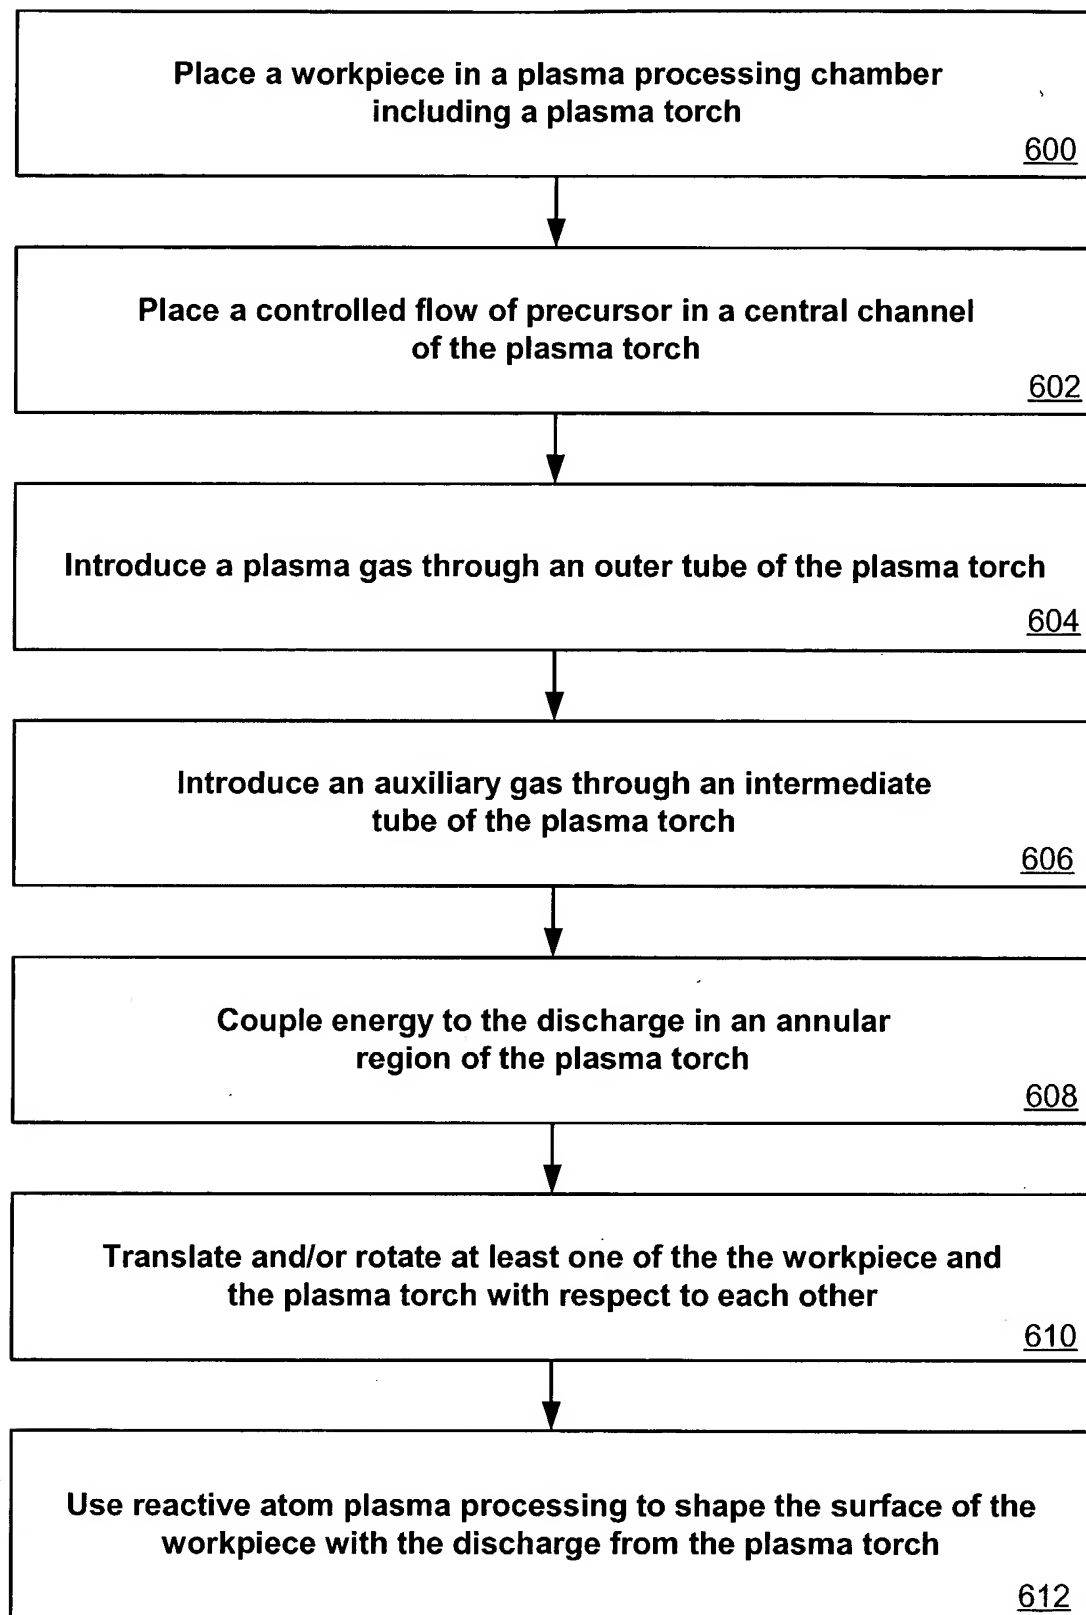 Place a workpiece in a plasma processing chamber
including a plasma torch
600
Place a controlled flow of precursor in a central channel
of the plasma torch
602
Introduce a plasma gas through an outer tube of the plasma torch
604
Introduce an auxiliary gas through an intermediate
tube of the plasma torch
606
Couple energy to the discharge in an annular
region of the plasma torch
608
Translate and/or rotate at least one of the the workpiece and
the plasma torch with respect to each other
610
Use reactive atom plasma processing to shape the surface of the
workpiece with the discharge from the plasma torch
612